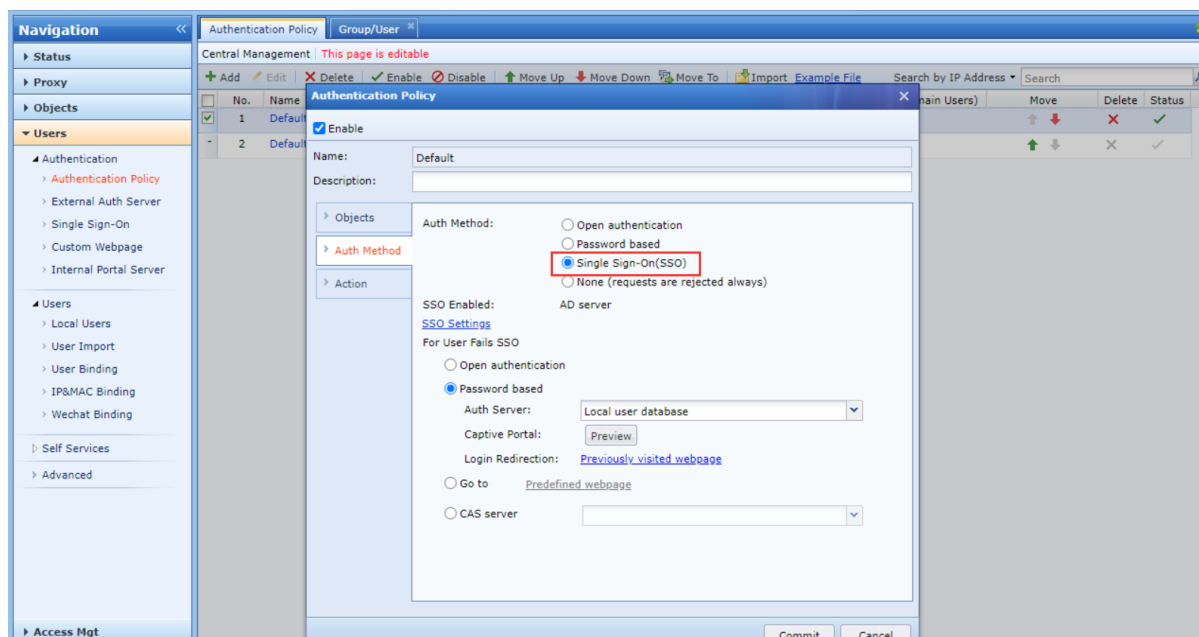 Navigation «
Status
Proxy
Objects
Users
Authentication
Authentication Policy
External Auth Server
Single Sign-On
Custom Webpage
Internal Portal Server
Users
Local Users
User Import
User Binding
IP&MAC Binding
Wechat Binding
Self Services
Advanced
Access Mgt
Authentication Policy Group/User
Central Management This page is editable
Add Edit Delete Enable Disable Move Up Move Down Move To Import Example File Search by IP Address Search
No. Name Move Delete Status
1
2
Users)
Authentication Policy
Enable
Name: Default
Description:
Objects
Auth Method
Action
Auth Method: Open authentication
Password based
Single Sign-On(SSO)
None (requests are rejected always)
SSO Enabled: AD server
SSO Settings
For User Fails SSO
Open authentication
Password based
Auth Server: Local user database
Captive Portal: Preview
Login Redirection: Previously visited webpage
Go to Predefined webpage
CAS server
Commit Cancel